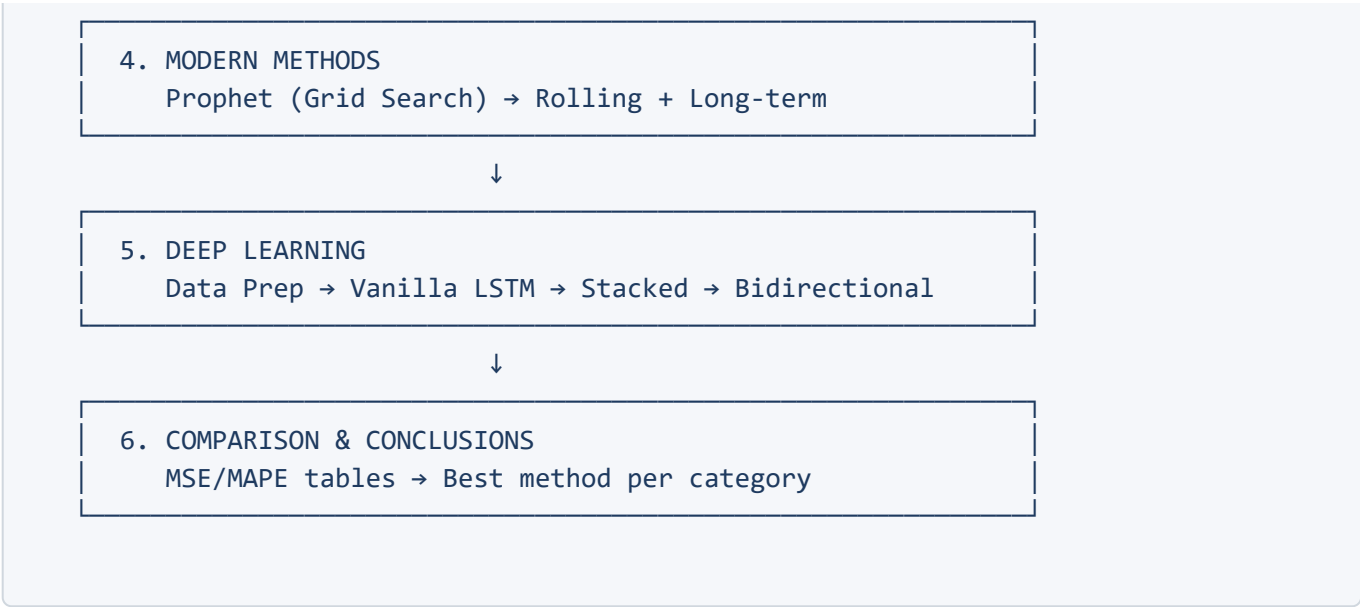 4. MODERN METHODS
Prophet (Grid Search) → Rolling + Long-term
↓
5. DEEP LEARNING
Data Prep → Vanilla LSTM → Stacked → Bidirectional
↓
6. COMPARISON & CONCLUSIONS
MSE/MAPE tables → Best method per category